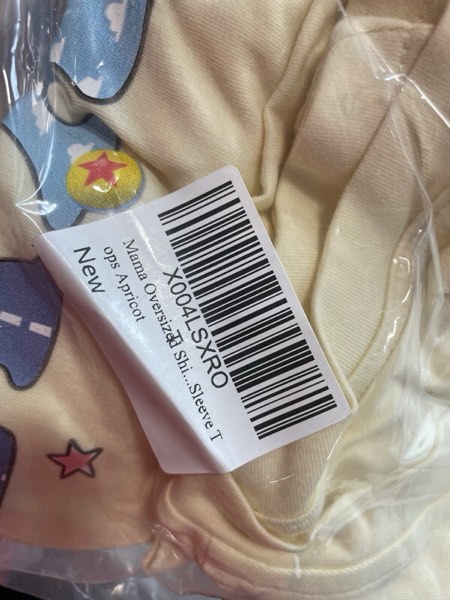 X004LSXRO
Mama Oversized Shi...Sleeve T
ops Apricot
New